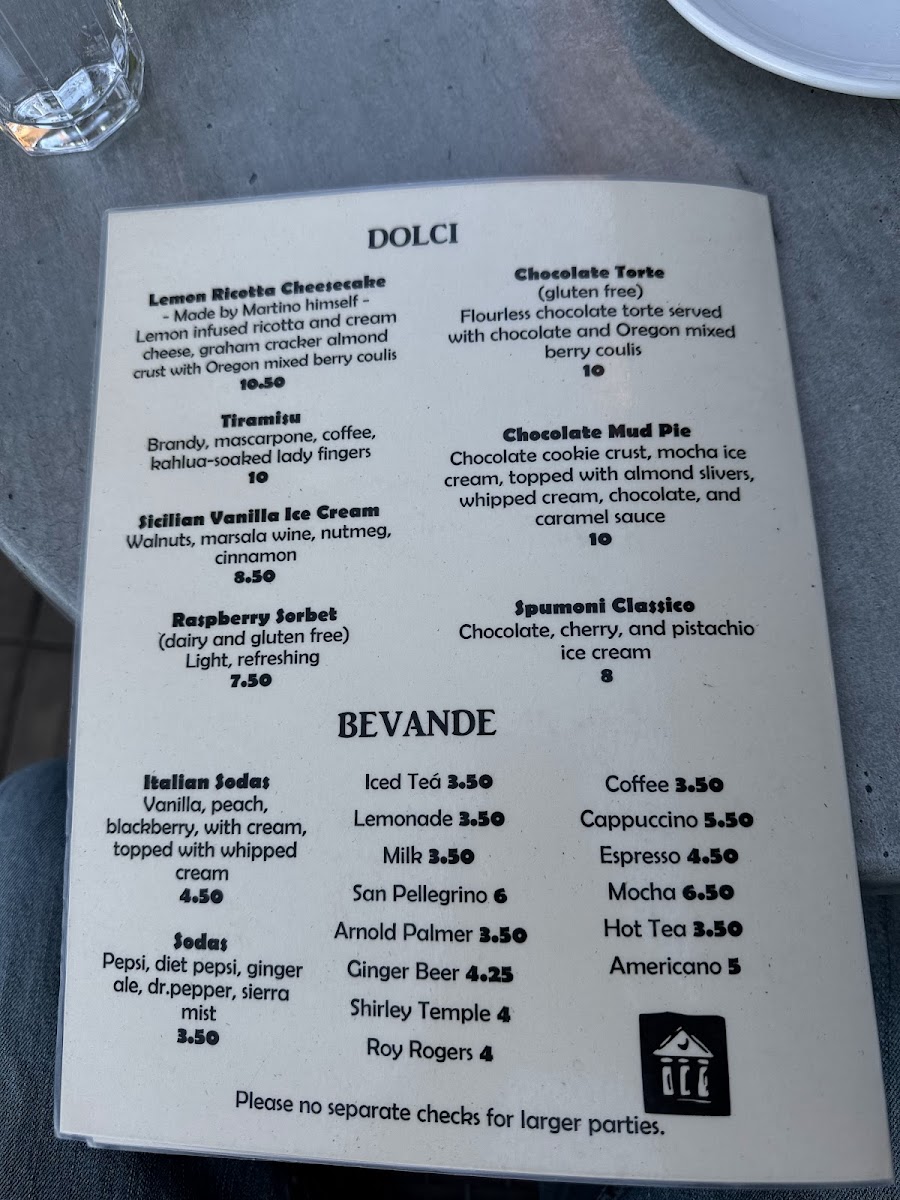 DOLCI
Lemon Ricotta Cheesecake
- Made by Martino himself -
Lemon infused ricotta and cream
cheese, graham cracker almond
crust with Oregon mixed berry coulis
10.50
Tiramisu
Brandy, mascarpone, coffee,
kahlua-soaked lady fingers
10
Sicilian Vanilla Ice Cream
Walnuts, marsala wine, nutmeg,
cinnamon
8.50
Raspberry Sorbet
(dairy and gluten free)
Light, refreshing
7.50
Chocolate Torte
(gluten free)
Flourless chocolate torte served
with chocolate and Oregon mixed
berry coulis
10
Chocolate Mud Pie
Chocolate cookie crust, mocha ice
cream, topped with almond slivers,
whipped cream, chocolate, and
caramel sauce
10
Spumoni Classico
Chocolate, cherry, and pistachio
ice cream
8
BEVANDE
Italian Sodas
Vanilla, peach,
blackberry, with cream,
topped with whipped
cream
4.50
Sodas
Pepsi, diet pepsi, ginger
ale, dr.pepper, sierra
mist
3.50
Iced Teá 3.50
Lemonade 3.50
Milk 3.50
San Pellegrino 6
Arnold Palmer 3.50
Ginger Beer 4.25
Shirley Temple 4
Roy Rogers 4
Coffee 3.50
Cappuccino 5.50
Espresso 4.50
Mocha 6.50
Hot Tea 3.50
Americano 5
Please no separate checks for larger parties.